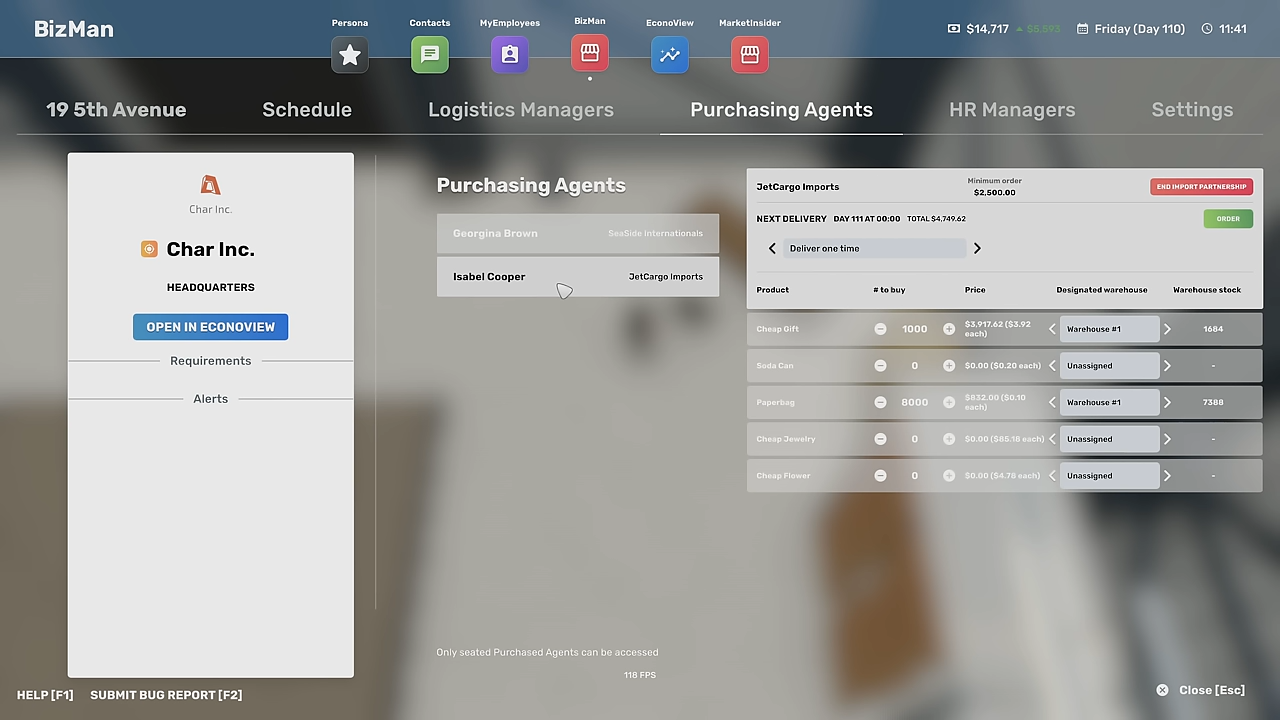 BizMan
Persona
Contacts
MyEmployees
BizMan
EconoView
MarketInsider
$14,717 ▲ $5,593
Friday (Day 110)
11:41
19 5th Avenue
Schedule
Logistics Managers
Purchasing Agents
HR Managers
Settings
Char Inc.
Char Inc.
HEADQUARTERS
OPEN IN ECONOVIEW
Requirements
Alerts
Purchasing Agents
Georgina Brown SeaSide Internationals
Isabel Cooper JetCargo Imports
Only seated Purchased Agents can be accessed
118 FPS
JetCargo Imports
Minimum order
$2,500.00
END IMPORT PARTNERSHIP
NEXT DELIVERY DAY 111 AT 00:00 TOTAL $4,749.62
ORDER
Deliver one time
Product # to buy Price Designated warehouse Warehouse stock
Cheap Gift 1000 $3,917.62 ($3.92 each) Warehouse #1 1684
Soda Can 0 $0.00 ($0.20 each) Unassigned -
Paperbag 8000 $832.00 ($0.10 each) Warehouse #1 7388
Cheap Jewelry 0 $0.00 ($85.18 each) Unassigned -
Cheap Flower 0 $0.00 ($4.78 each) Unassigned -
HELP [F1] SUBMIT BUG REPORT [F2]
Close [Esc]